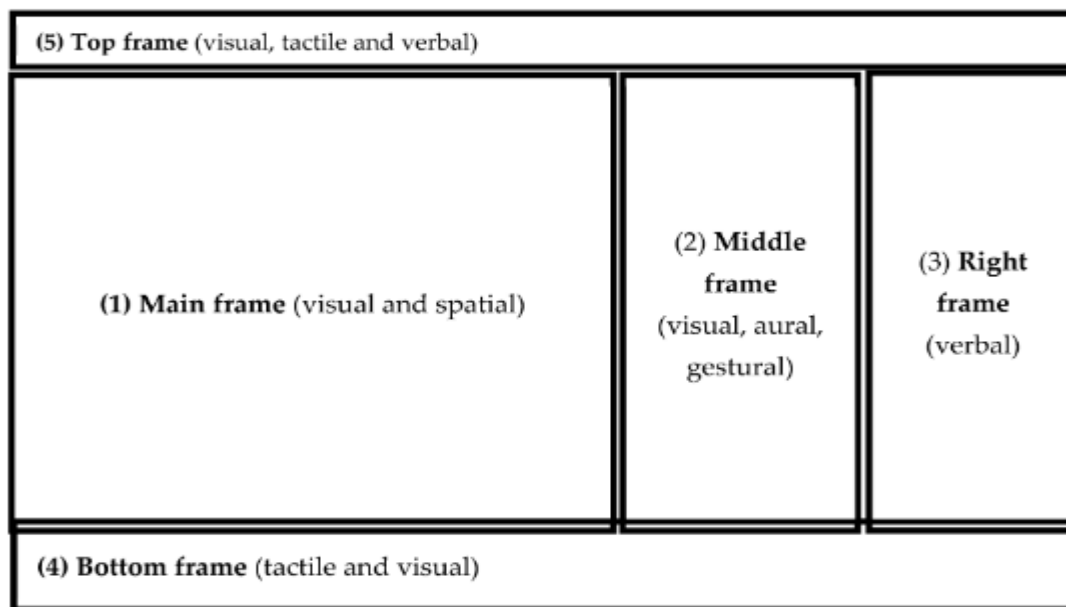 (5) Top frame (visual, tactile and verbal)
(1) Main frame (visual and spatial)
(2) Middle
frame
(visual, aural,
gestural)
(3) Right
frame
(verbal)
(4) Bottom frame (tactile and visual)